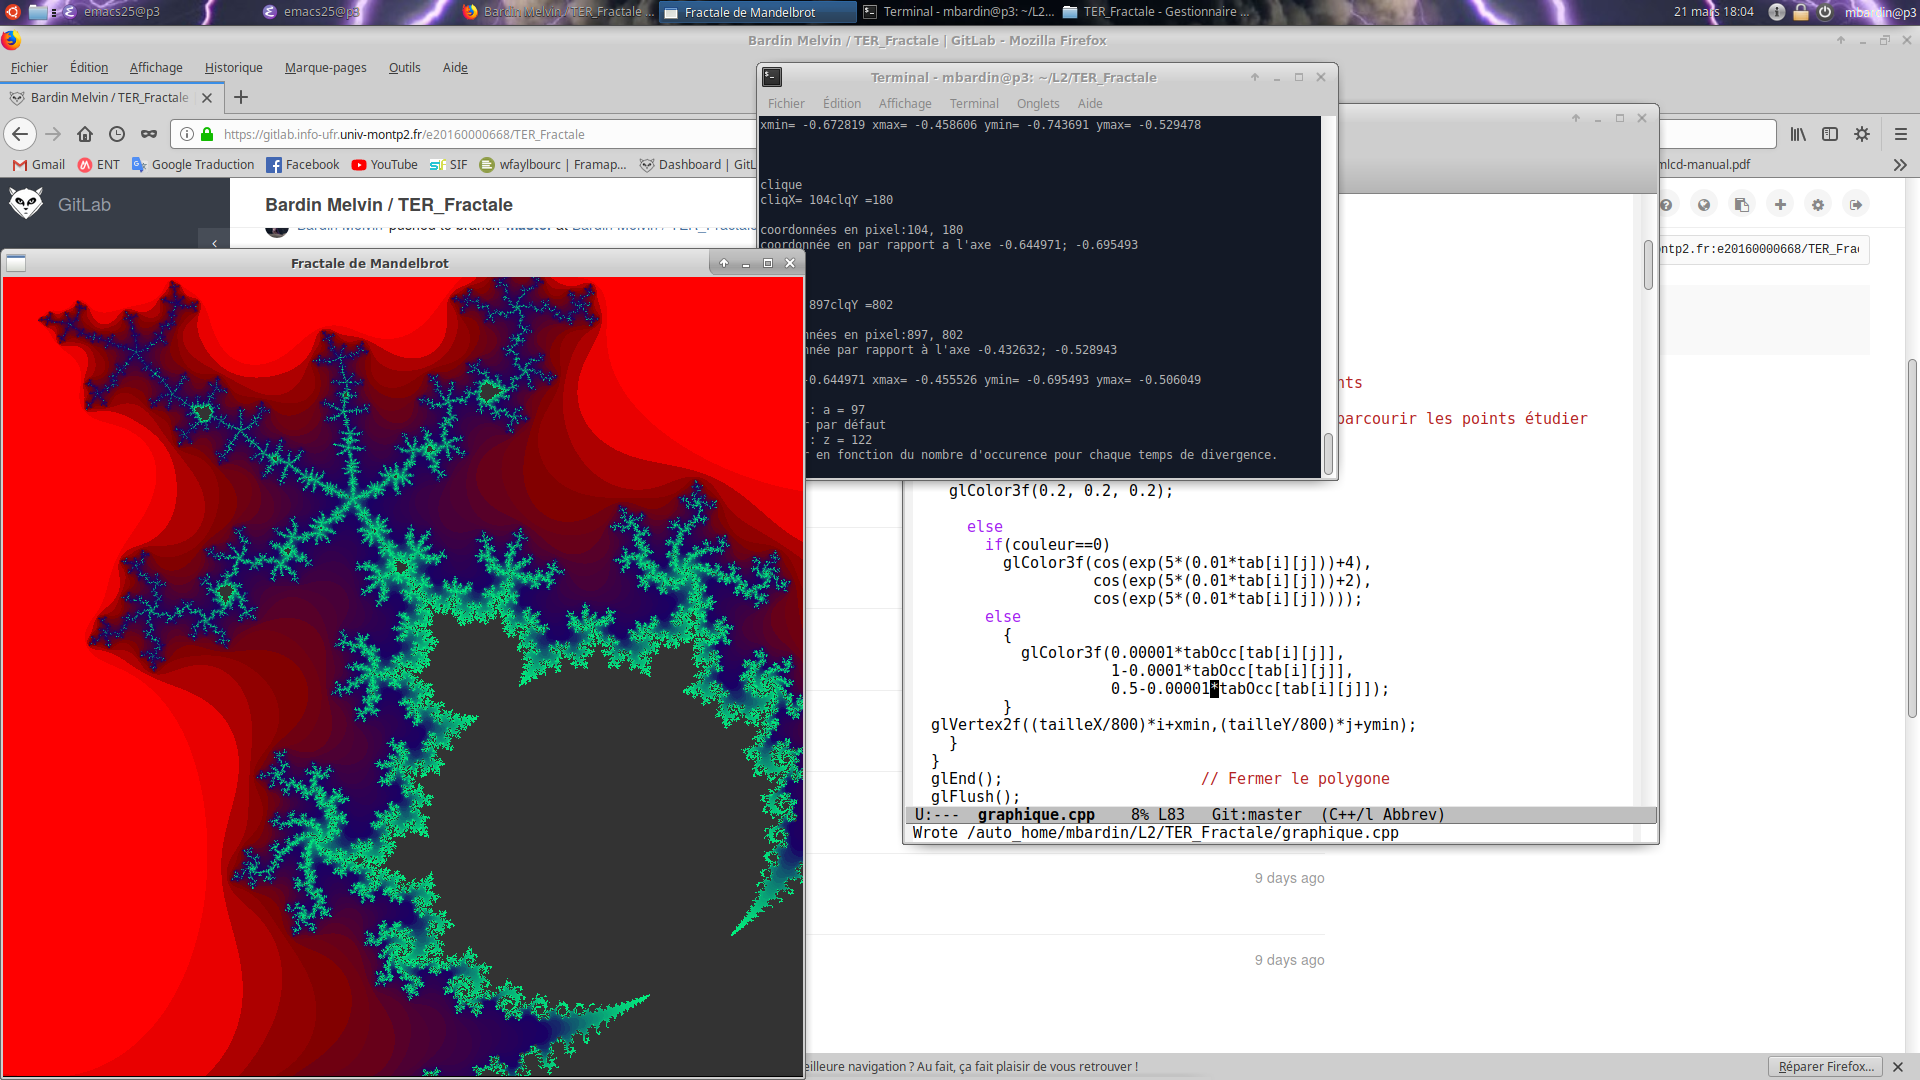 emacs25@p3
emacs25@p3
Bardin Melvin / TER_Fractale ...
Fractale de Mandelbrot
Terminal - mbardin@p3: ~/L2...
TER_Fractale - Gestionnaire ...
21 mars 18:04
mbardin@p3
Bardin Melvin / TER_Fractale | GitLab - Mozilla Firefox
Fichier Édition Affichage Historique Marque-pages Outils Aide
Bardin Melvin / TER_Fractale
https://gitlab.info-ufr.univ-montp2.fr/e20160000668/TER_Fractale
Gmail ENT Google Traduction Facebook YouTube SIF wfaylbourc | Framap... Dashboard | GitL
mlcd-manual.pdf
GitLab
Bardin Melvin / TER_Fractale
Bardin Melvin pushed to branch master at Bardin Melvin / TER_Fractale
ntp2.fr:e20160000668/TER_Fra
Terminal - mbardin@p3: ~/L2/TER_Fractale
Fichier Édition Affichage Terminal Onglets Aide
xmin= -0.672819 xmax= -0.458606 ymin= -0.743691 ymax= -0.529478
clique
cliqX= 104clqY =180
coordonnées en pixel:104, 180
coordonnée en par rapport a l'axe -0.644971; -0.695493
897clqY =802
nnées en pixel:897, 802
nnée par rapport à l'axe -0.432632; -0.528943
-0.644971 xmax= -0.455526 ymin= -0.695493 ymax= -0.506049
: a = 97
r par défaut
: z = 122
r en fonction du nombre d'occurence pour chaque temps de divergence.
Fractale de Mandelbrot
nts
parcourir les points étudier
glColor3f(0.2, 0.2, 0.2);
else
if(couleur==0)
glColor3f(cos(exp(5*(0.01*tab[i][j]))+4),
cos(exp(5*(0.01*tab[i][j]))+2),
cos(exp(5*(0.01*tab[i][j]))));
else
{
glColor3f(0.00001*tabOcc[tab[i][j]],
1-0.0001*tabOcc[tab[i][j]],
0.5-0.00001*tabOcc[tab[i][j]]);
}
glVertex2f((tailleX/800)*i+xmin,(tailleY/800)*j+ymin);
}
}
glEnd(); // Fermer le polygone
glFlush();
U:--- graphique.cpp 8% L83 Git:master (C++/l Abbrev)
Wrote /auto_home/mbardin/L2/TER_Fractale/graphique.cpp
9 days ago
9 days ago
eilleure navigation ? Au fait, ça fait plaisir de vous retrouver !
Réparer Firefox...